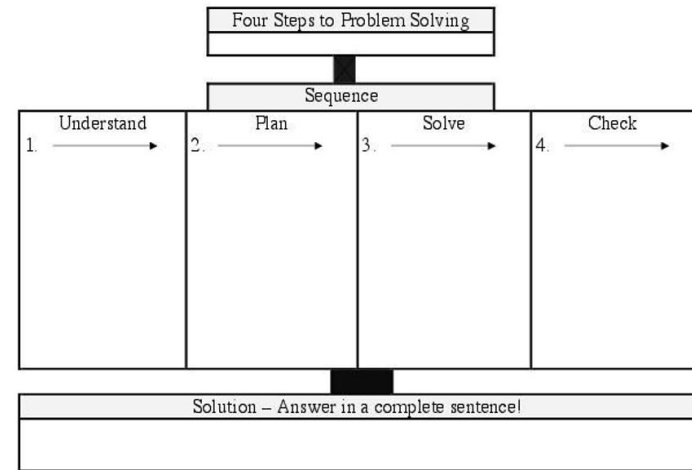 Four Steps to Problem Solving
Sequence
Understand
1.
Plan
2.
Solve
3.
Check
4.
Solution – Answer in a complete sentence!